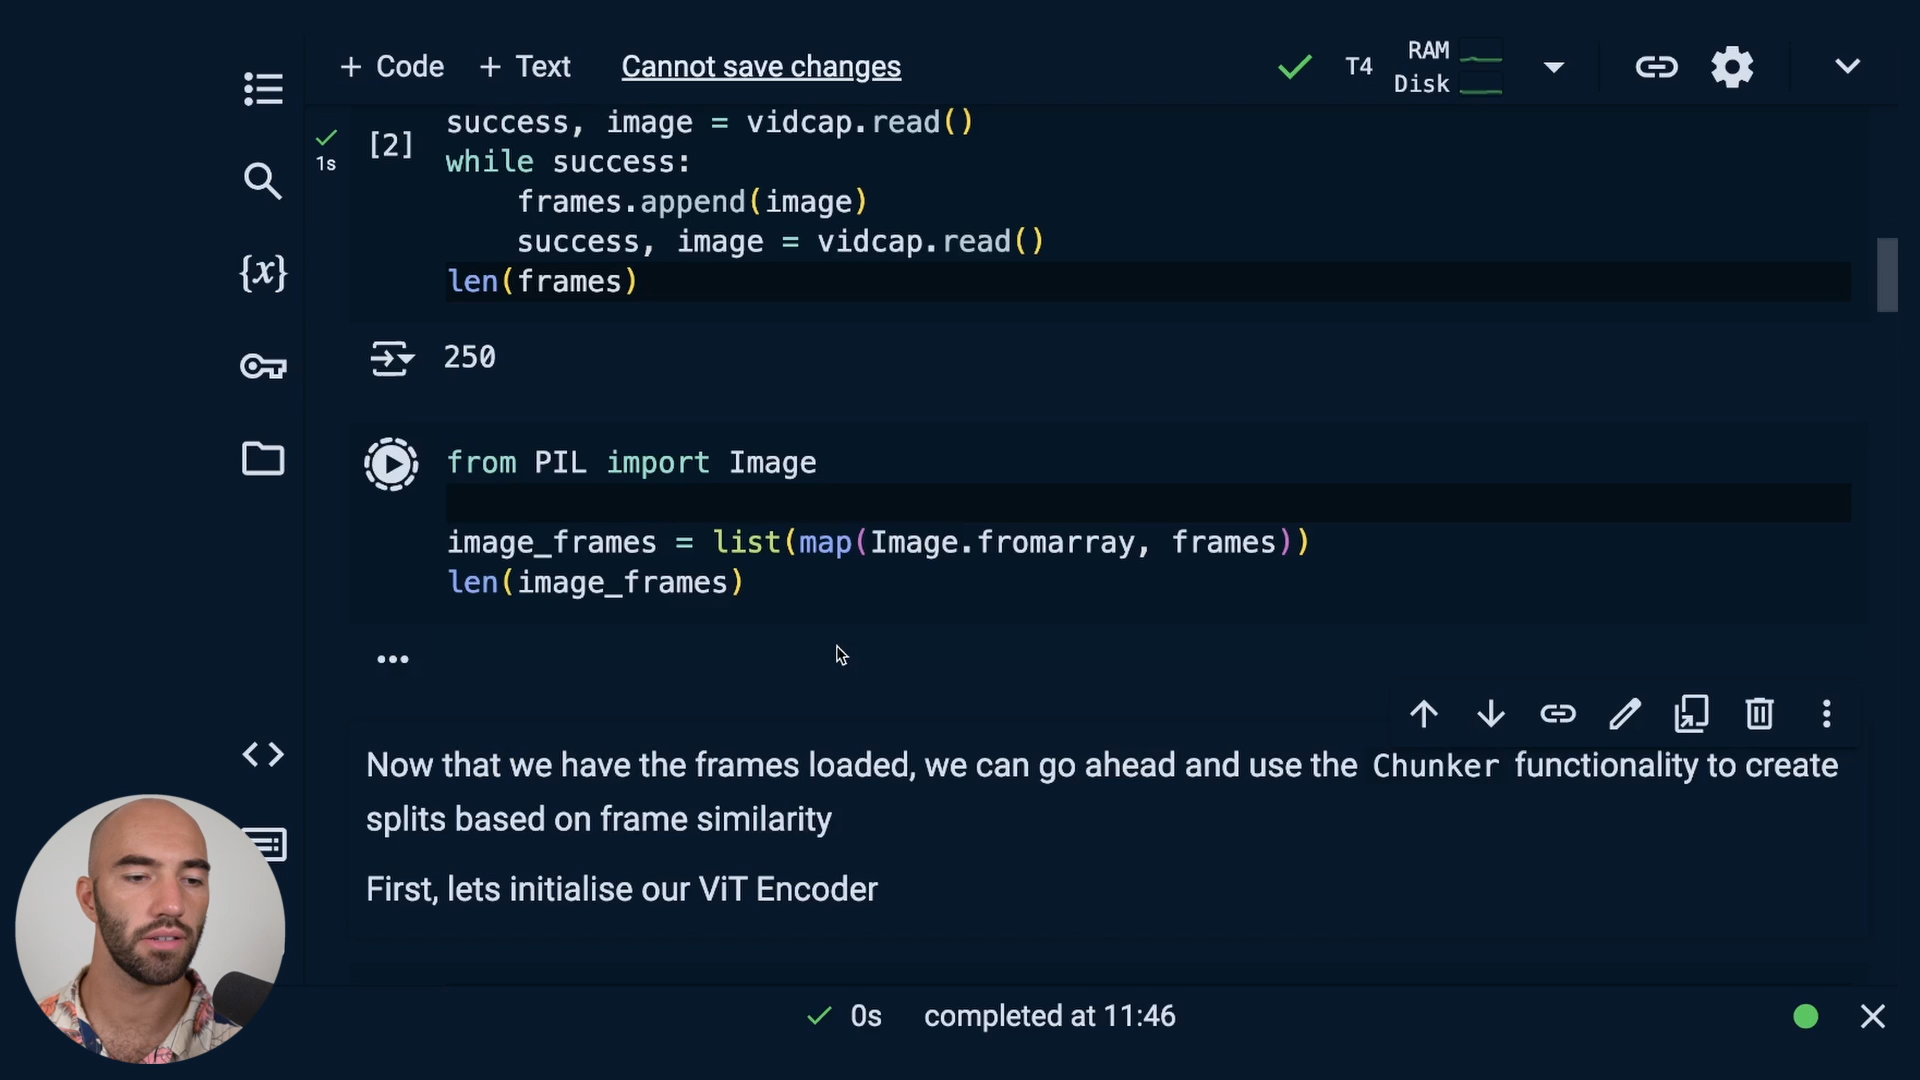 + Code + Text Cannot save changes T4 RAM
Disk
{x}
1s
[2]
success, image = vidcap.read()
while success:
    frames.append(image)
    success, image = vidcap.read()
len(frames)
250
from PIL import Image
image_frames = list(map(Image.fromarray, frames))
len(image_frames)
Now that we have the frames loaded, we can go ahead and use the Chunker functionality to create
splits based on frame similarity
First, lets initialise our ViT Encoder
0s completed at 11:46